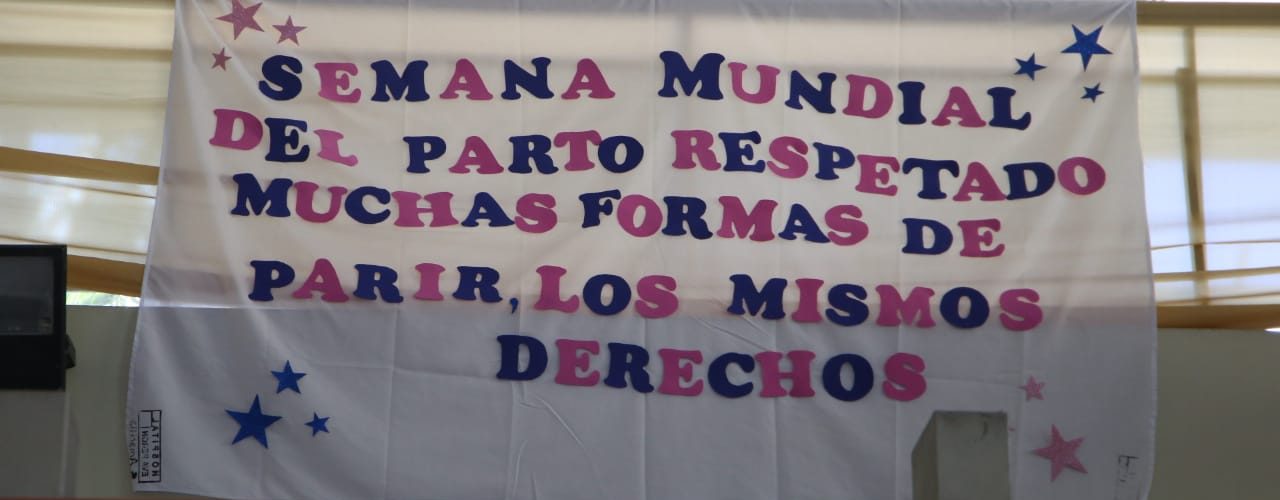 SEMANA MUNDIAL
DEL PARTO RESPETADO
MUCHAS FORMAS DE
PARIR, LOS MISMOS
DERECHOS